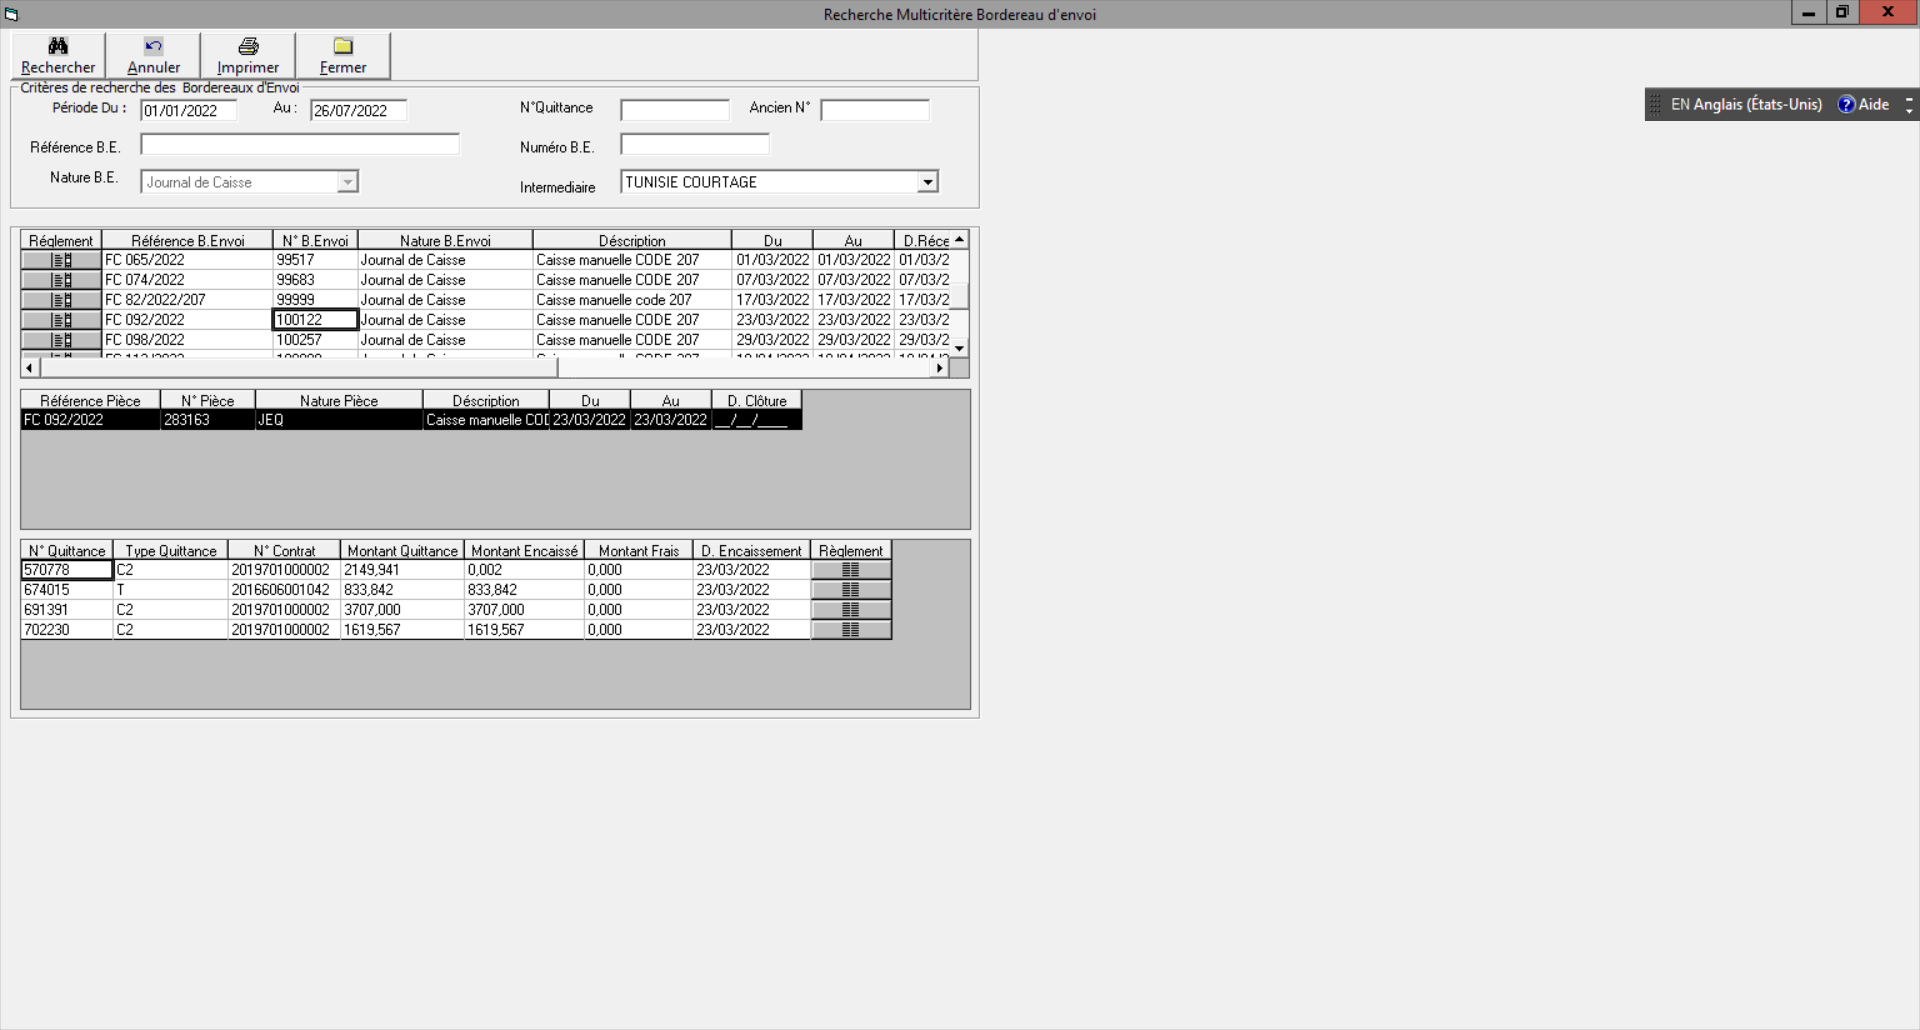 Recherche Multicritère Bordereau d'envoi
Rechercher Annuler Imprimer Fermer
Critères de recherche des Bordereaux d'Envoi
Période Du : 01/01/2022 Au : 26/07/2022 N°Quittance Ancien N°
EN Anglais (États-Unis) ? Aide
Référence B.E. Numéro B.E.
Nature B.E. Journal de Caisse Intermediaire TUNISIE COURTAGE
Réglement Référence B.Envoi N° B.Envoi Nature B.Envoi Déscription Du Au D.Réce
FC 065/2022 99517 Journal de Caisse Caisse manuelle CODE 207 01/03/2022 01/03/2022 01/03/2
FC 074/2022 99683 Journal de Caisse Caisse manuelle CODE 207 07/03/2022 07/03/2022 07/03/2
FC 82/2022/207 99999 Journal de Caisse Caisse manuelle code 207 17/03/2022 17/03/2022 17/03/2
FC 092/2022 100122 Journal de Caisse Caisse manuelle CODE 207 23/03/2022 23/03/2022 23/03/2
FC 098/2022 100257 Journal de Caisse Caisse manuelle CODE 207 29/03/2022 29/03/2022 29/03/2
Référence Pièce N° Pièce Nature Pièce Déscription Du Au D. Clôture
FC 092/2022 283163 JEQ Caisse manuelle COD 23/03/2022 23/03/2022 __/__/____
N° Quittance Type Quittance N° Contrat Montant Quittance Montant Encaissé Montant Frais D. Encaissement Règlement
570778 C2 2019701000002 2149,941 0,002 0,000 23/03/2022
674015 T 2016606001042 833,842 833,842 0,000 23/03/2022
691391 C2 2019701000002 3707,000 3707,000 0,000 23/03/2022
702230 C2 2019701000002 1619,567 1619,567 0,000 23/03/2022